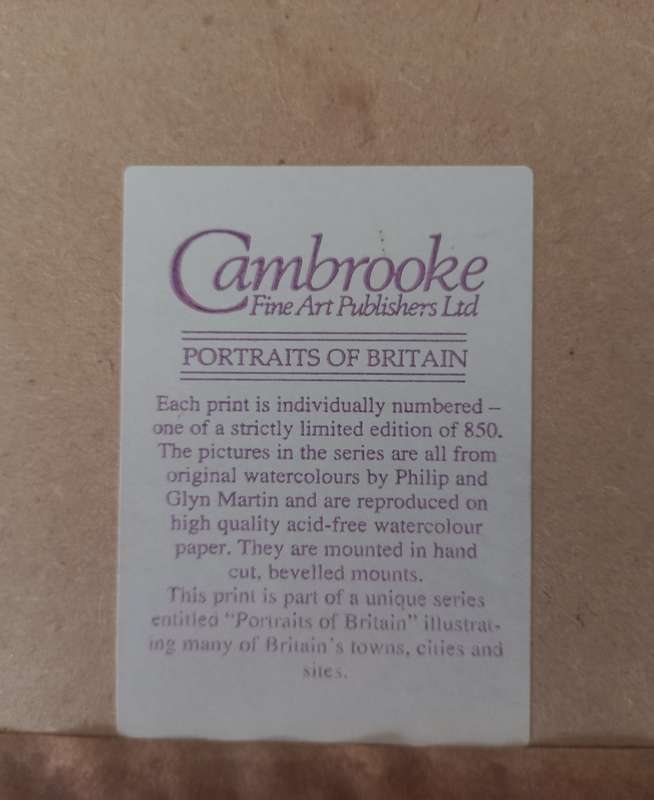 Cambrooke
Fine Art Publishers Ltd
PORTRAITS OF BRITAIN
Each print is individually numbered –
one of a strictly limited edition of 850.
The pictures in the series are all from
original watercolours by Philip and
Glyn Martin and are reproduced on
high quality acid-free watercolour
paper. They are mounted in hand
cut, bevelled mounts.
This print is part of a unique series
entitled "Portraits of Britain" illustrat-
ing many of Britain's towns, cities and
sites.